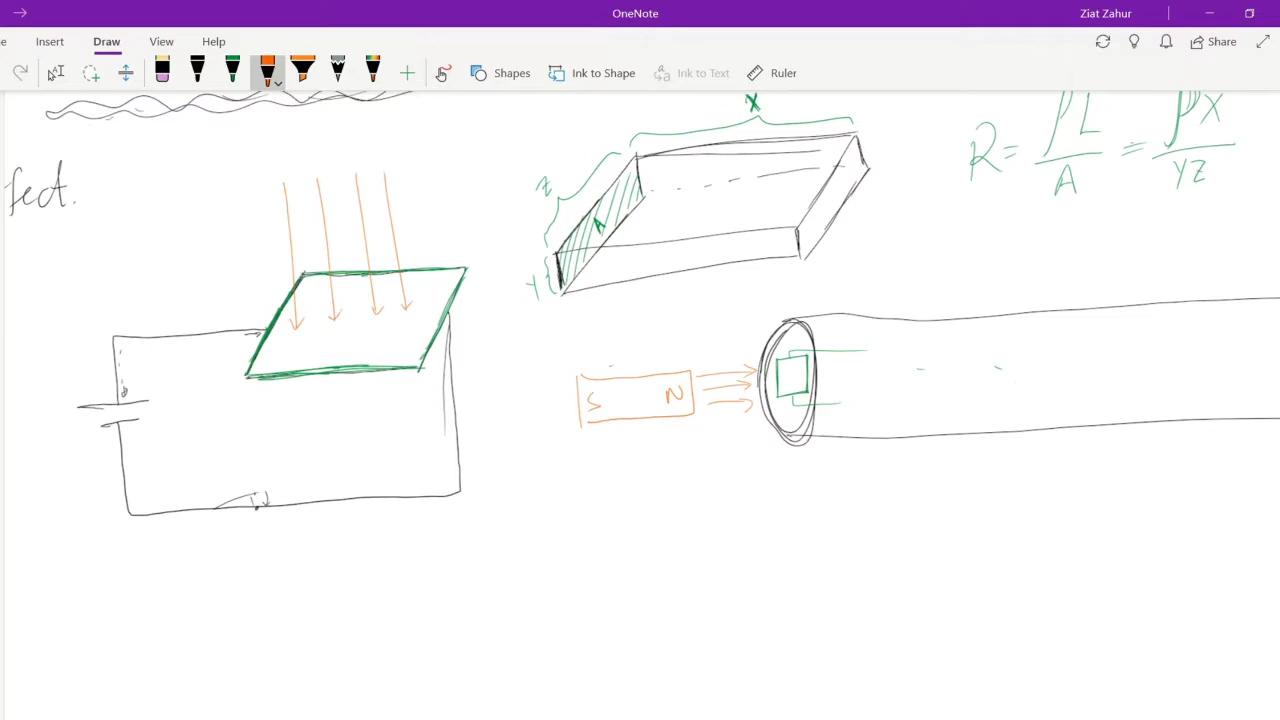 OneNote
Ziat Zahur
Insert
Draw
View
Help
Share
Shapes
Ink to Shape
Ink to Text
Ruler
X
R = ρL/A = ρX/YZ
Z
fect.
A
Y
S N